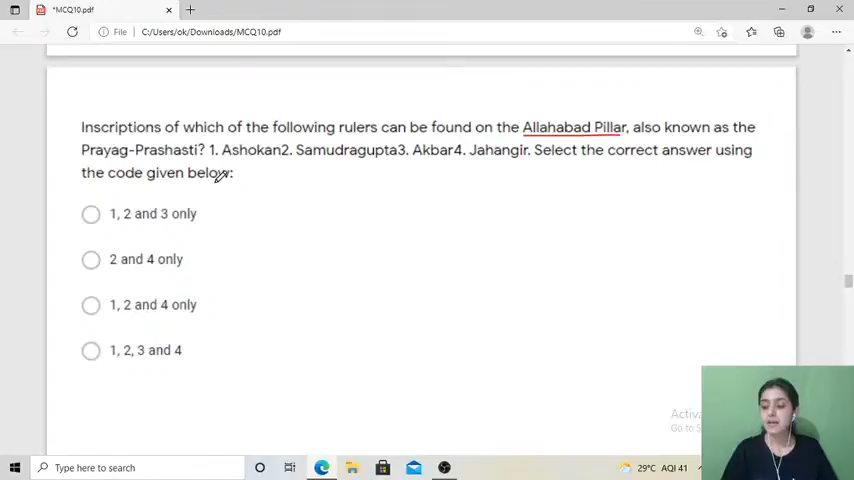 *MCQ10.pdf
File
C:/Users/ok/Downloads/MCQ10.pdf
Inscriptions of which of the following rulers can be found on the Allahabad Pillar, also known as the
Prayag-Prashasti? 1. Ashokan2. Samudragupta3. Akbar4. Jahangir. Select the correct answer using
the code given below:
1, 2 and 3 only
2 and 4 only
1, 2 and 4 only
1, 2, 3 and 4
Go to S
Type here to search
29°C AQI 41